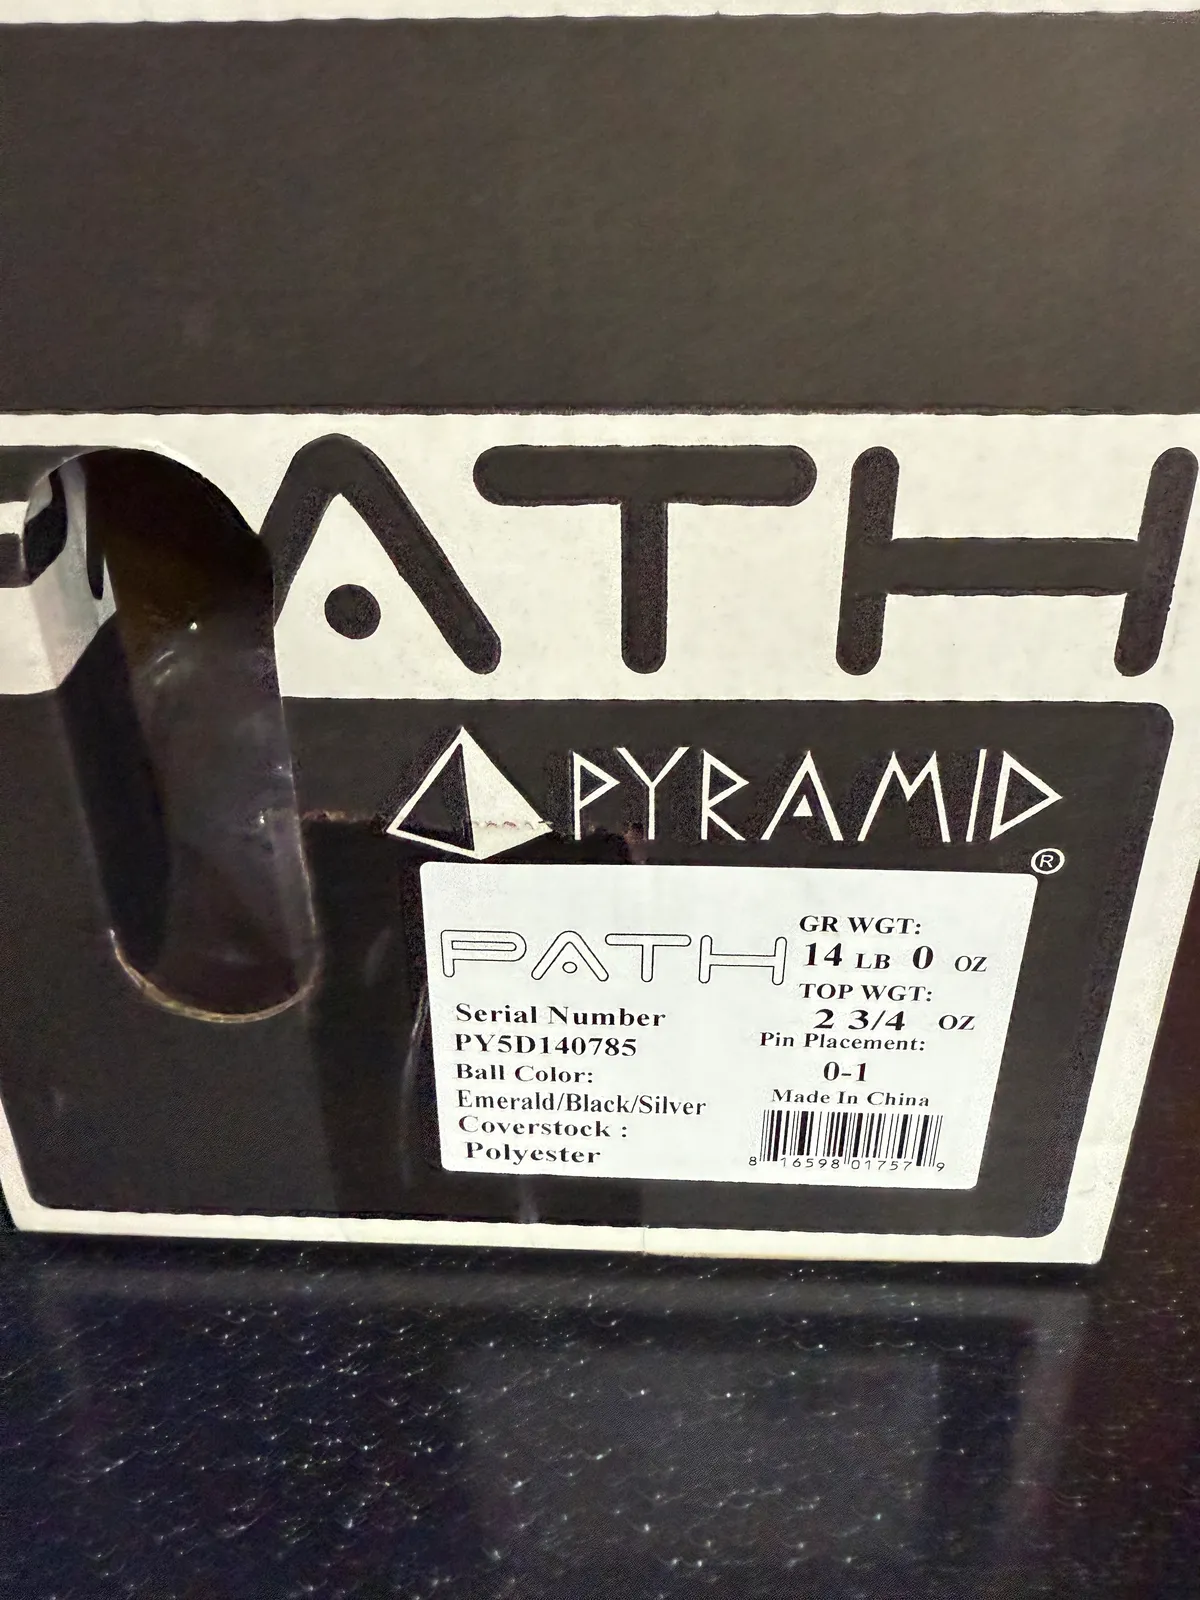 PATH
PYRAMID
®
PATH
GR WGT:
14 LB 0 OZ
TOP WGT:
2 3/4 OZ
Pin Placement:
0-1
Made In China
8 16598 01757 9
Serial Number
PY5D140785
Ball Color:
Emerald/Black/Silver
Coverstock :
Polyester